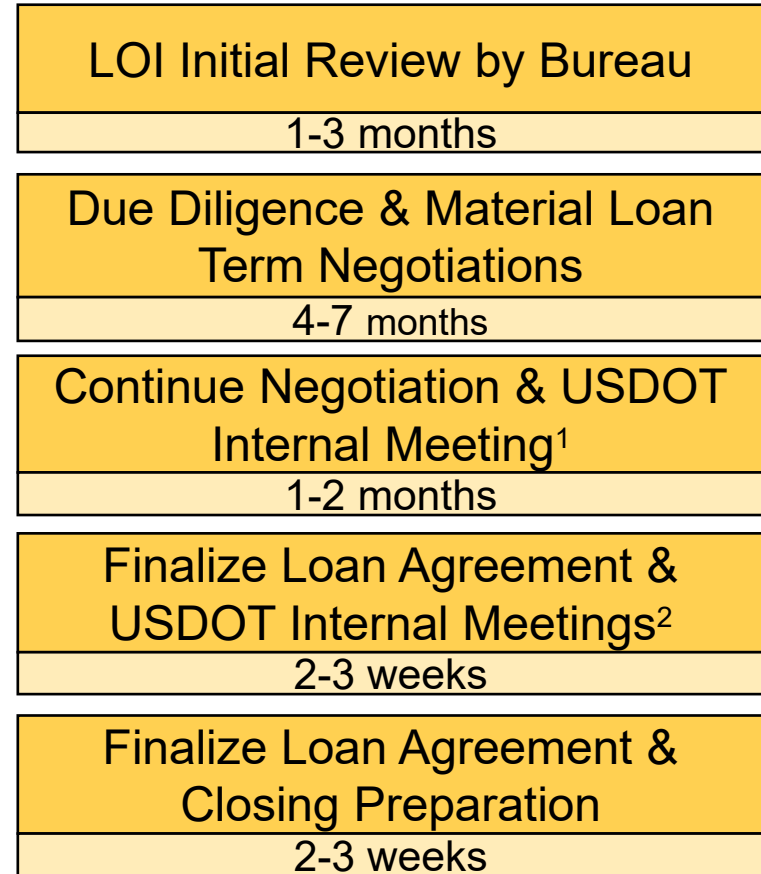 LOI Initial Review by Bureau
1-3 months
Due Diligence & Material Loan
Term Negotiations
4-7 months
Continue Negotiation & USDOT
Internal Meeting¹
1-2 months
Finalize Loan Agreement &
USDOT Internal Meetings²
2-3 weeks
Finalize Loan Agreement &
Closing Preparation
2-3 weeks